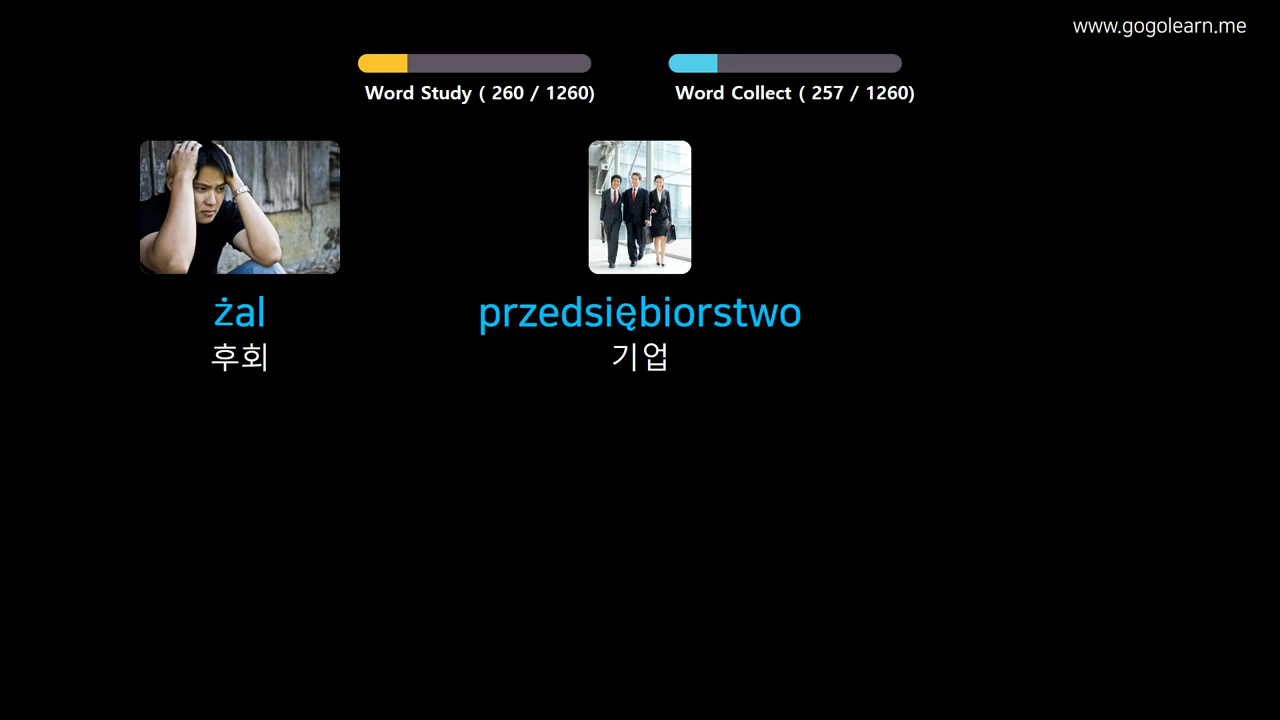 www.gogolearn.me
Word Study ( 260 / 1260)
Word Collect ( 257 / 1260)
żal
후회
przedsiębiorstwo
기업